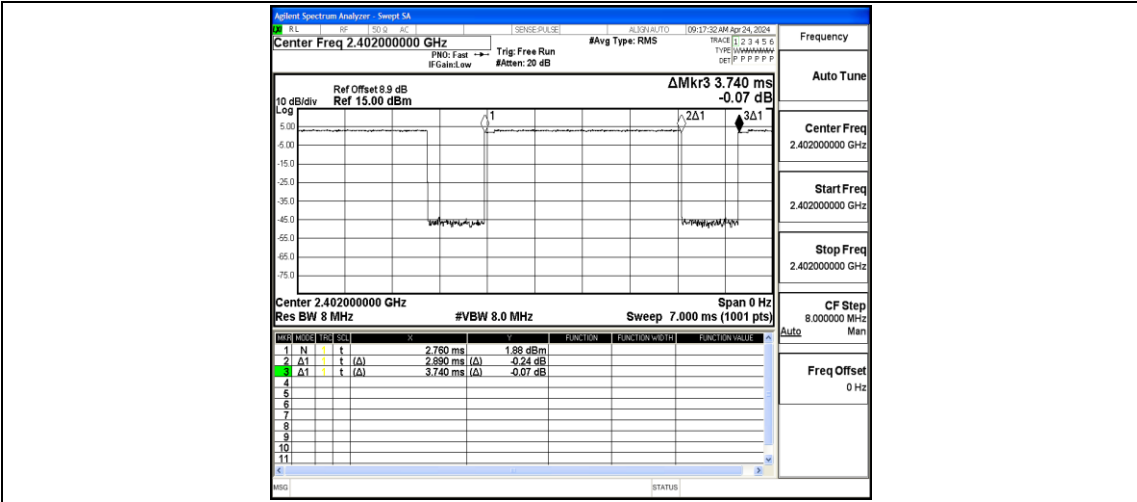 Agilent Spectrum Analyzer - Swept SA
RL RF 50 Ω AC SENSE:PULSE ALIGNAUTO 09:17:32 AM Apr 24, 2024
Center Freq 2.402000000 GHz #Avg Type: RMS TRACE 1 2 3 4 5 6
PNO: Fast Trig: Free Run TYPE WWWWWW
IFGain:Low #Atten: 20 dB DET P P P P P P
Frequency
Auto Tune
Center Freq
2.402000000 GHz
Start Freq
2.402000000 GHz
Stop Freq
2.402000000 GHz
CF Step
8.000000 MHz
Auto Man
Freq Offset
0 Hz
ΔMkr3 3.740 ms
-0.07 dB
Ref Offset 8.9 dB
10 dB/div Ref 15.00 dBm
Log
1 2Δ1 3Δ1
5.00
-5.00
-15.0
-25.0
-35.0
-45.0
-55.0
-65.0
-75.0
Center 2.402000000 GHz Span 0 Hz
Res BW 8 MHz #VBW 8.0 MHz Sweep 7.000 ms (1001 pts)
MKR MODE TRC SCL X Y FUNCTION FUNCTION WIDTH FUNCTION VALUE
1 N 1 t 2.760 ms 1.88 dBm
2 Δ1 1 t (Δ) 2.890 ms (Δ) -0.24 dB
3 Δ1 1 t (Δ) 3.740 ms (Δ) -0.07 dB
4
5
6
7
8
9
10
11
MSG STATUS